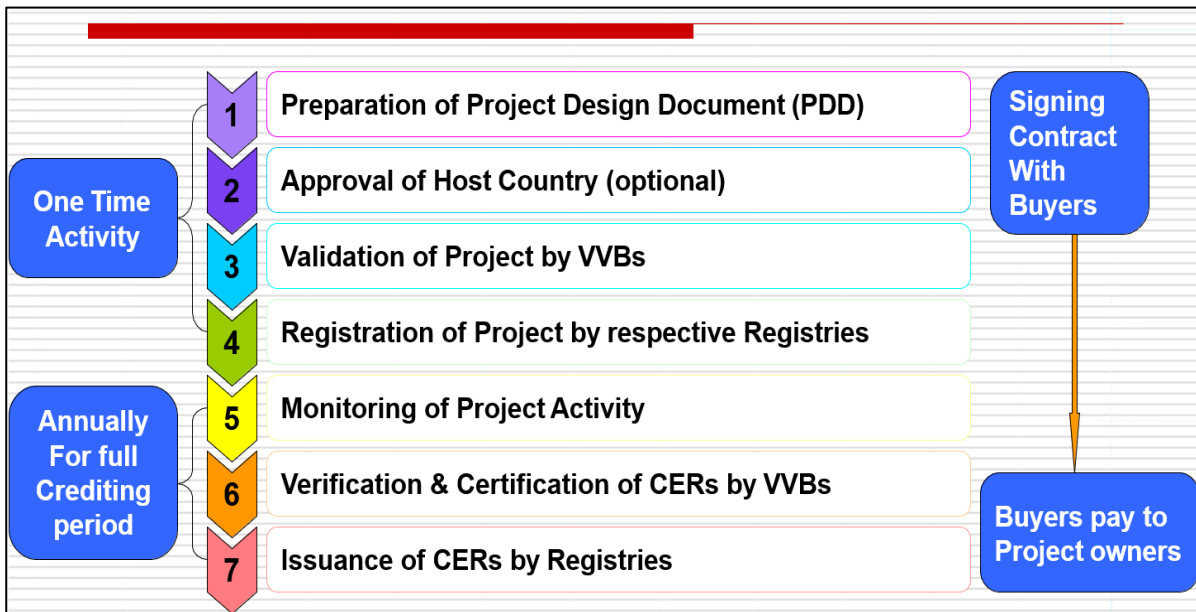 1
Preparation of Project Design Document (PDD)
2
Approval of Host Country (optional)
3
Validation of Project by VVBs
4
Registration of Project by respective Registries
5
Monitoring of Project Activity
6
Verification & Certification of CERs by VVBs
7
Issuance of CERs by Registries
One Time
Activity
Annually
For full
Crediting
period
Signing
Contract
With
Buyers
Buyers pay to
Project owners